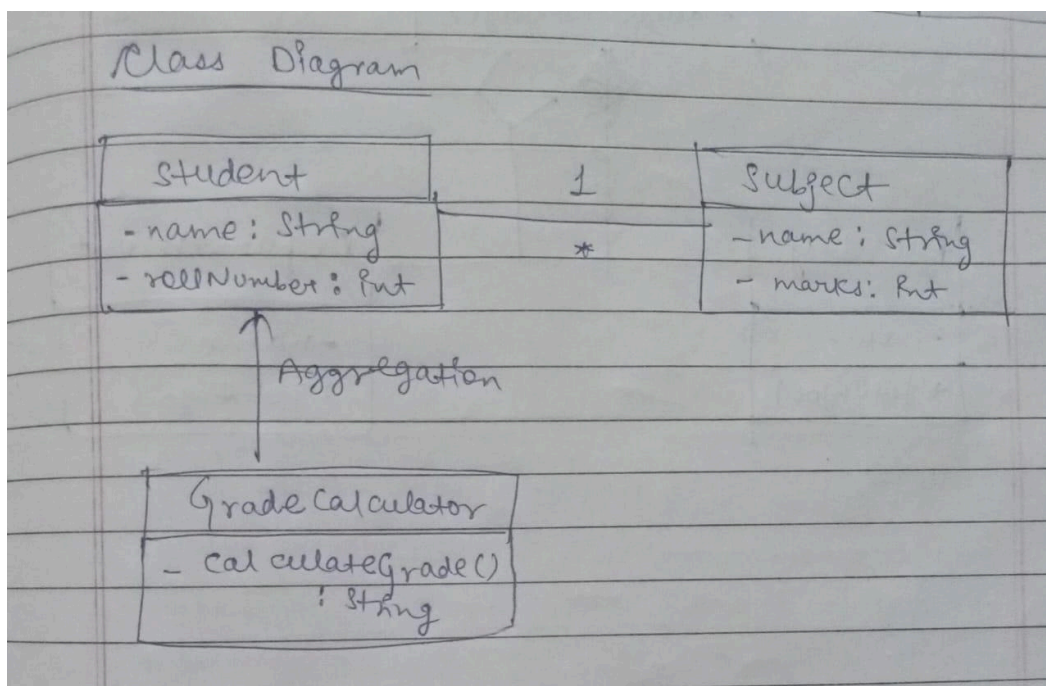 Class Diagram
Student
- name : String
- rollNumber : int
1
*
Subject
- name : String
- marks : int
Aggregation
GradeCalculator
- calculateGrade()
: String